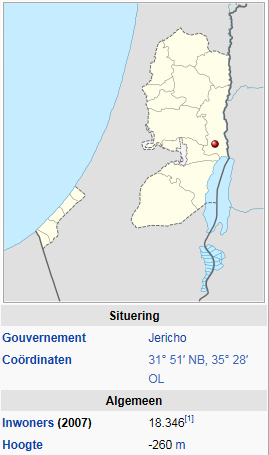 Situering
Gouvernement Jericho
Coördinaten 31° 51′ NB, 35° 28′
OL
Algemeen
Inwoners (2007) 18.346[1]
Hoogte -260 m